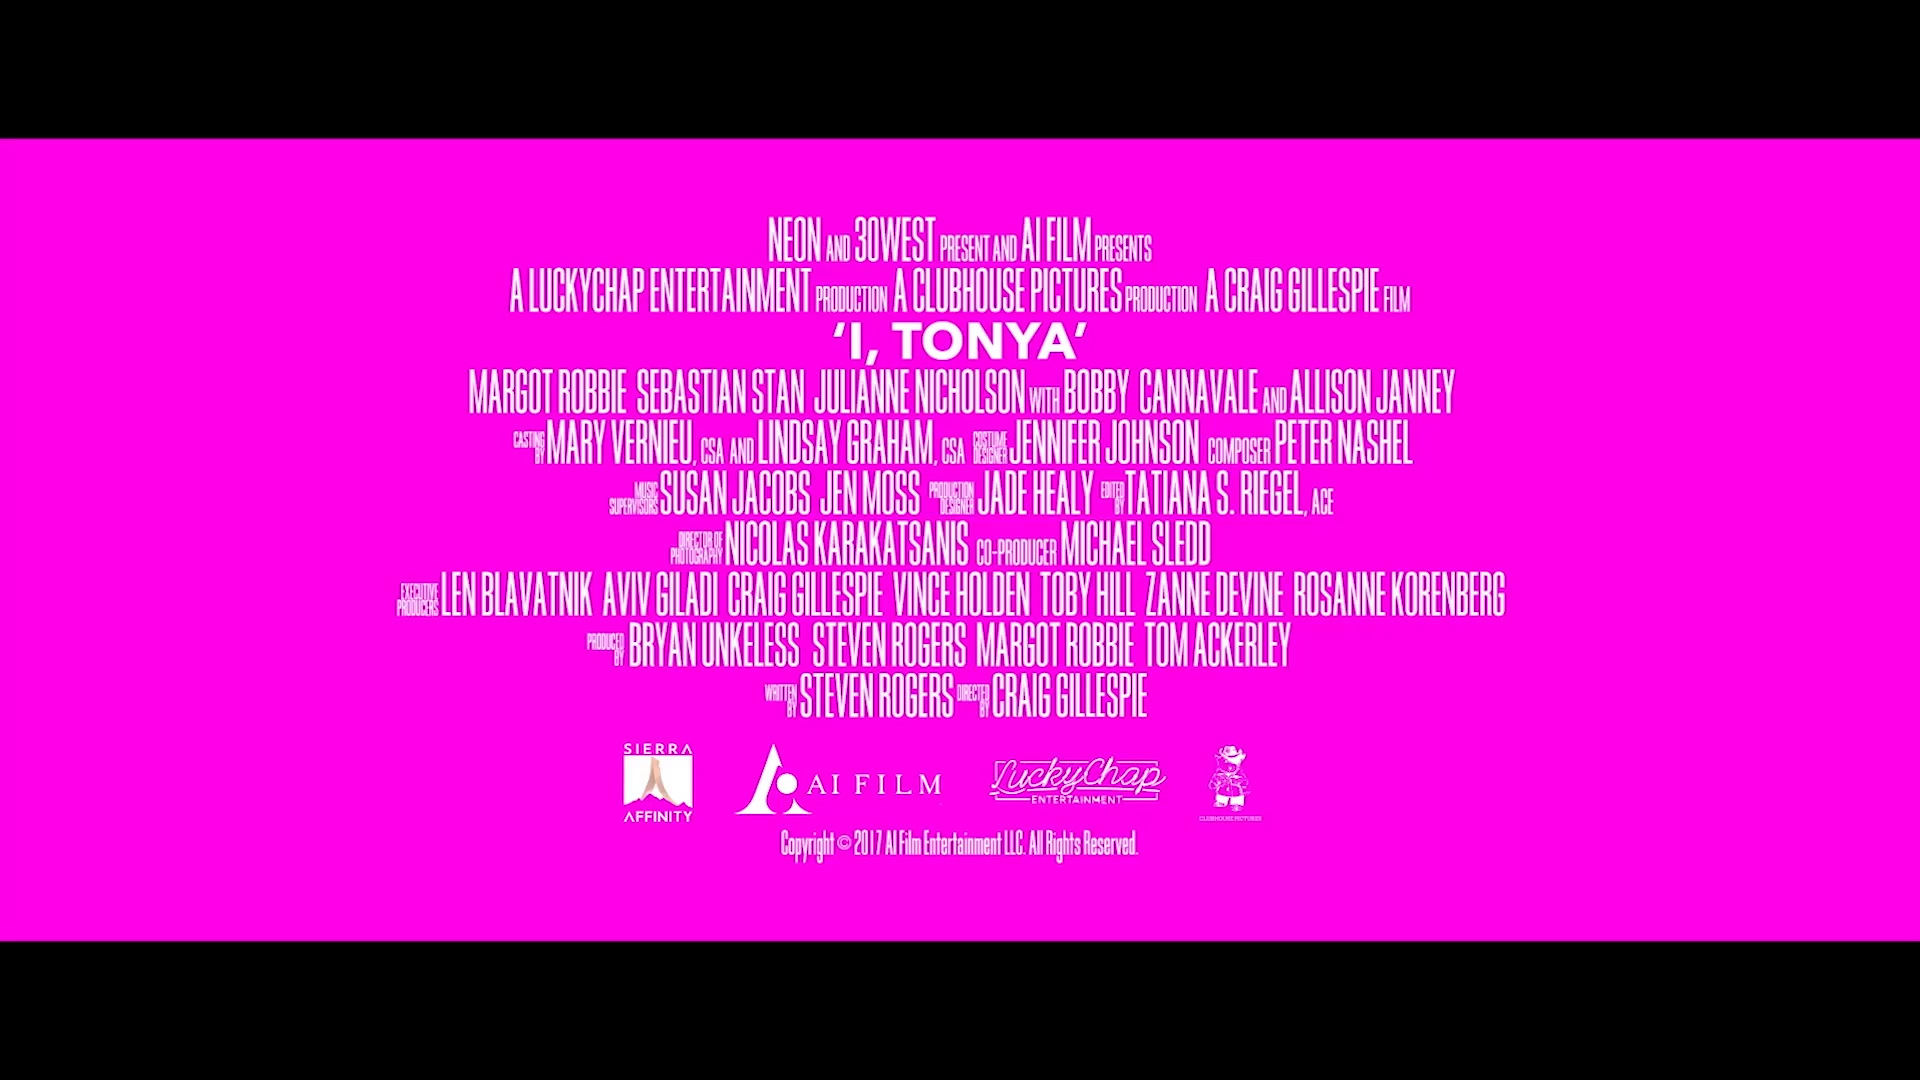 NEON AND 30WEST PRESENT AND AI FILM PRESENTS
A LUCKYCHAP ENTERTAINMENT PRODUCTION A CLUBHOUSE PICTURES PRODUCTION A CRAIG GILLESPIE FILM
‘I, TONYA’
MARGOT ROBBIE SEBASTIAN STAN JULIANNE NICHOLSON WITH BOBBY CANNAVALE AND ALLISON JANNEY
CASTING BY MARY VERNIEU, CSA AND LINDSAY GRAHAM, CSA COSTUME DESIGNER JENNIFER JOHNSON COMPOSER PETER NASHEL
MUSIC SUPERVISORS SUSAN JACOBS JEN MOSS PRODUCTION DESIGNER JADE HEALY EDITED BY TATIANA S. RIEGEL, ACE
DIRECTOR OF PHOTOGRAPHY NICOLAS KARAKATSANIS CO-PRODUCER MICHAEL SLEDD
EXECUTIVE PRODUCERS LEN BLAVATNIK AVIV GILADI CRAIG GILLESPIE VINCE HOLDEN TOBY HILL ZANNE DEVINE ROSANNE KORENBERG
PRODUCED BY BRYAN UNKELESS STEVEN ROGERS MARGOT ROBBIE TOM ACKERLEY
WRITTEN BY STEVEN ROGERS DIRECTED BY CRAIG GILLESPIE
SIERRA AFFINITY
AI FILM
LuckyChap
ENTERTAINMENT
CLUBHOUSE PICTURES
Copyright © 2017 AI Film Entertainment LLC. All Rights Reserved.